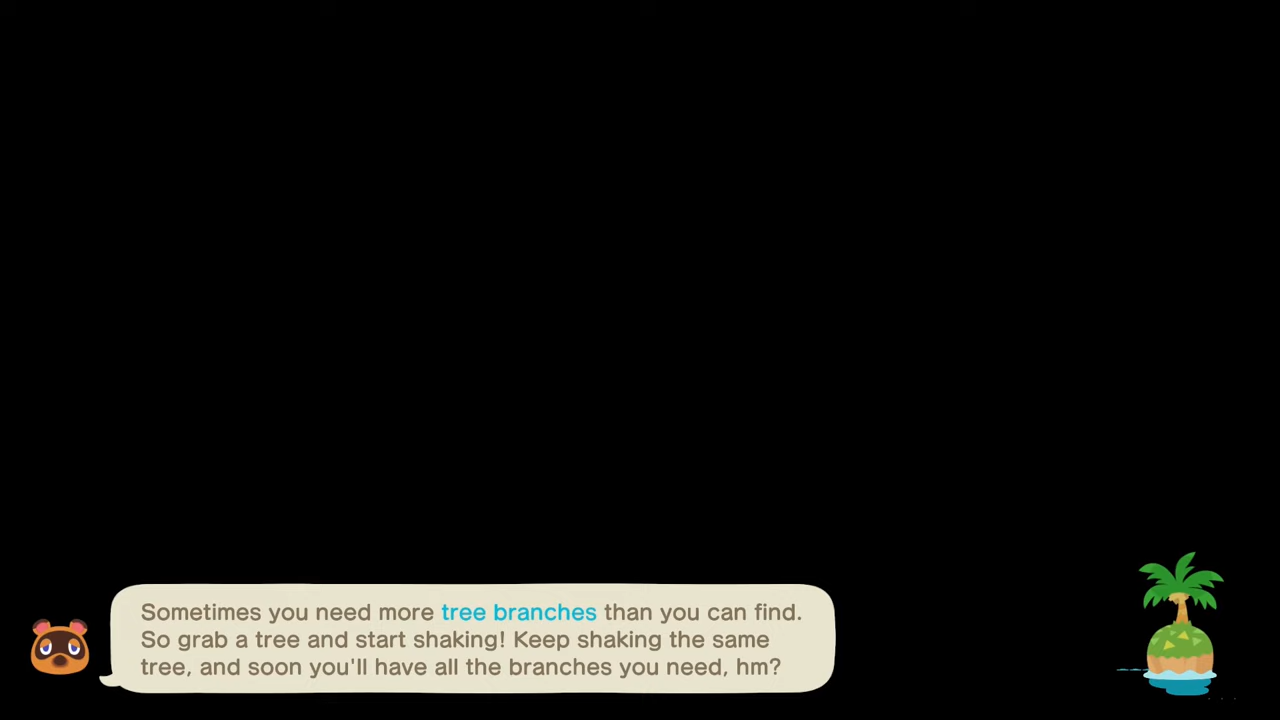 Sometimes you need more tree branches than you can find.
So grab a tree and start shaking! Keep shaking the same
tree, and soon you'll have all the branches you need, hm?